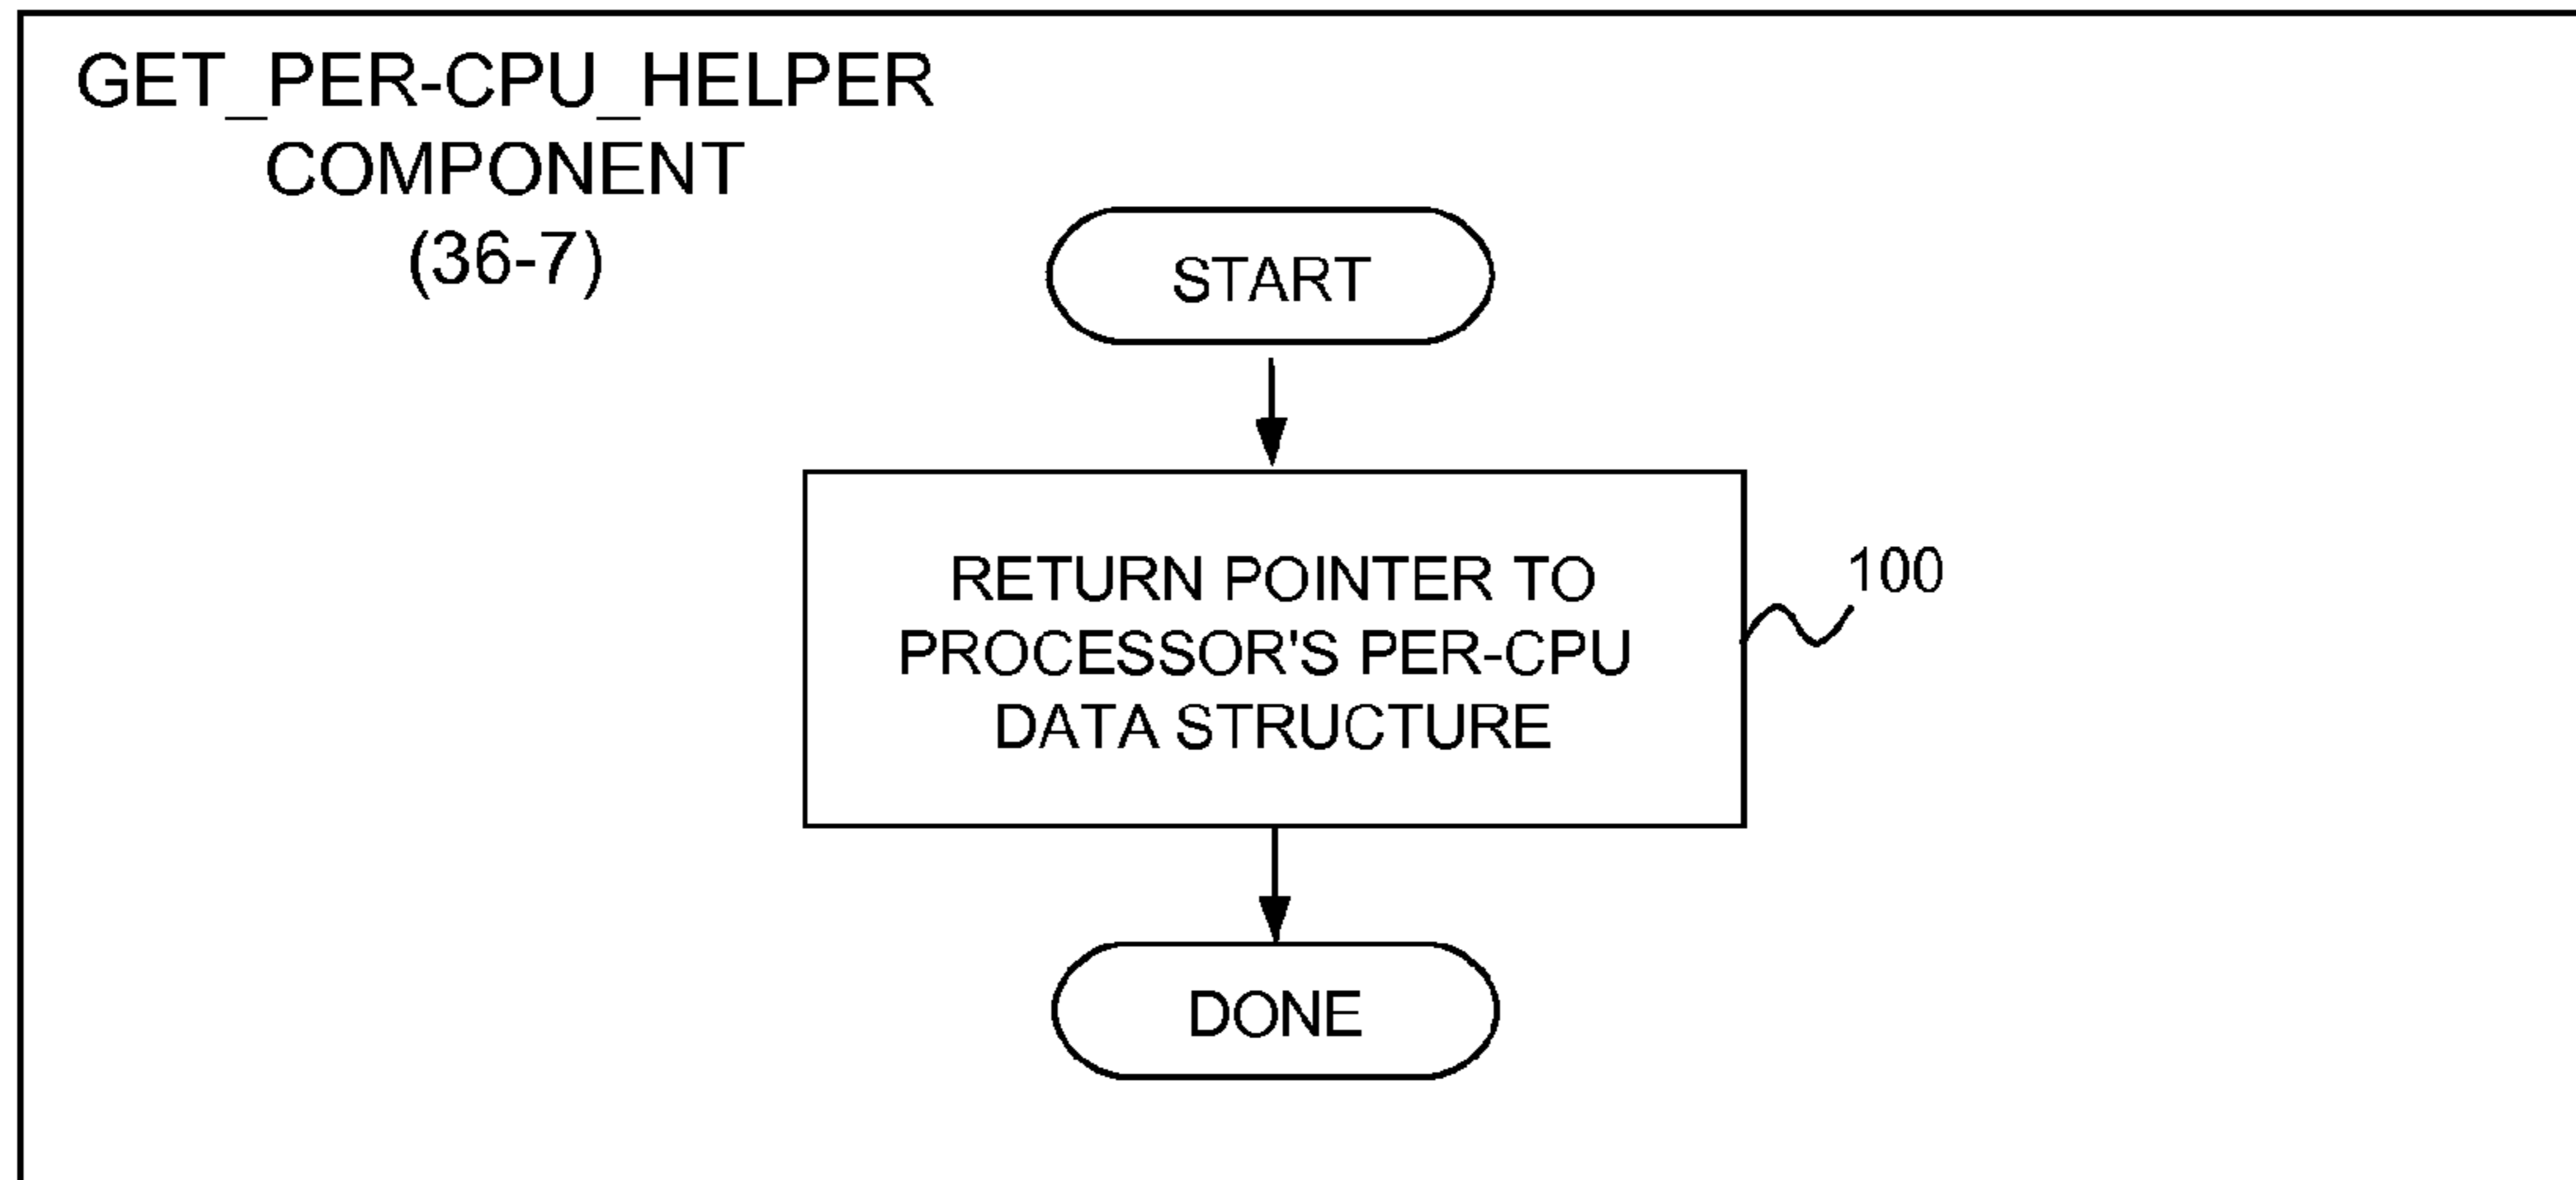 GET_PER-CPU_HELPER
COMPONENT
(36-7)
START
RETURN POINTER TO
PROCESSOR'S PER-CPU
DATA STRUCTURE
100
DONE